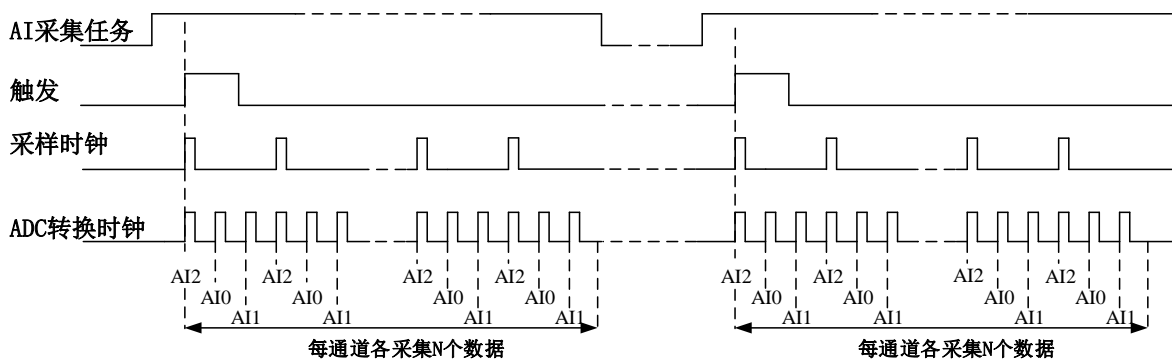 AI采集任务
触发
采样时钟
ADC转换时钟
AI2 AI2 AI2 AI2 AI2 AI2 AI2 AI2
AI0 AI0 AI0 AI0 AI0 AI0 AI0 AI0
AI1 AI1 AI1 AI1 AI1 AI1 AI1 AI1
每通道各采集N个数据 每通道各采集N个数据